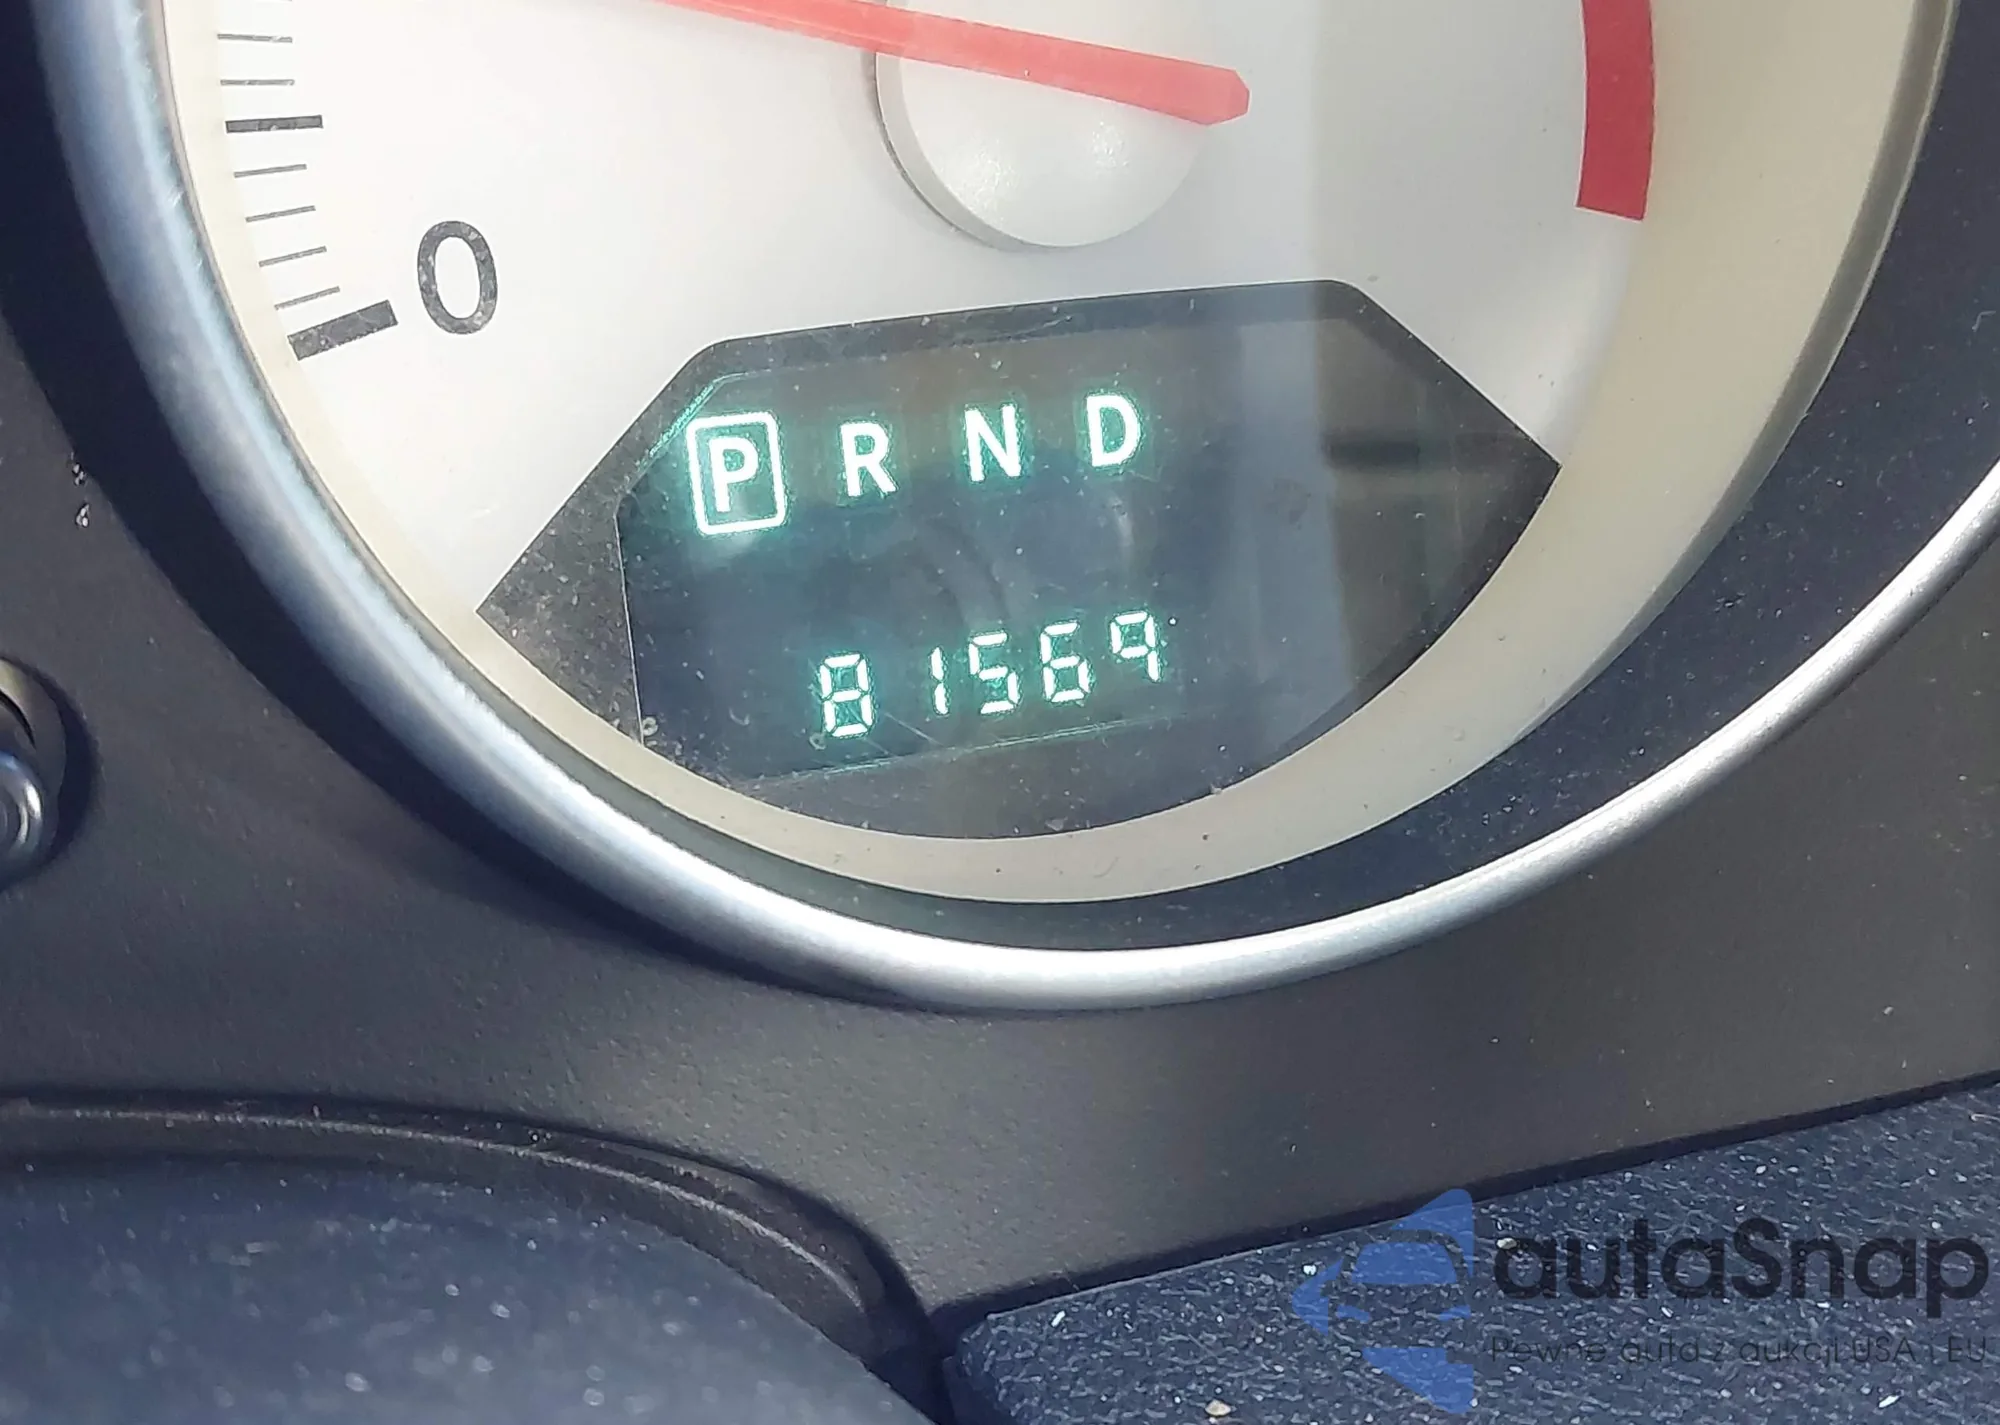 0
P R N D
81569
autaSnap
Pewne auta z aukcji USA i EU